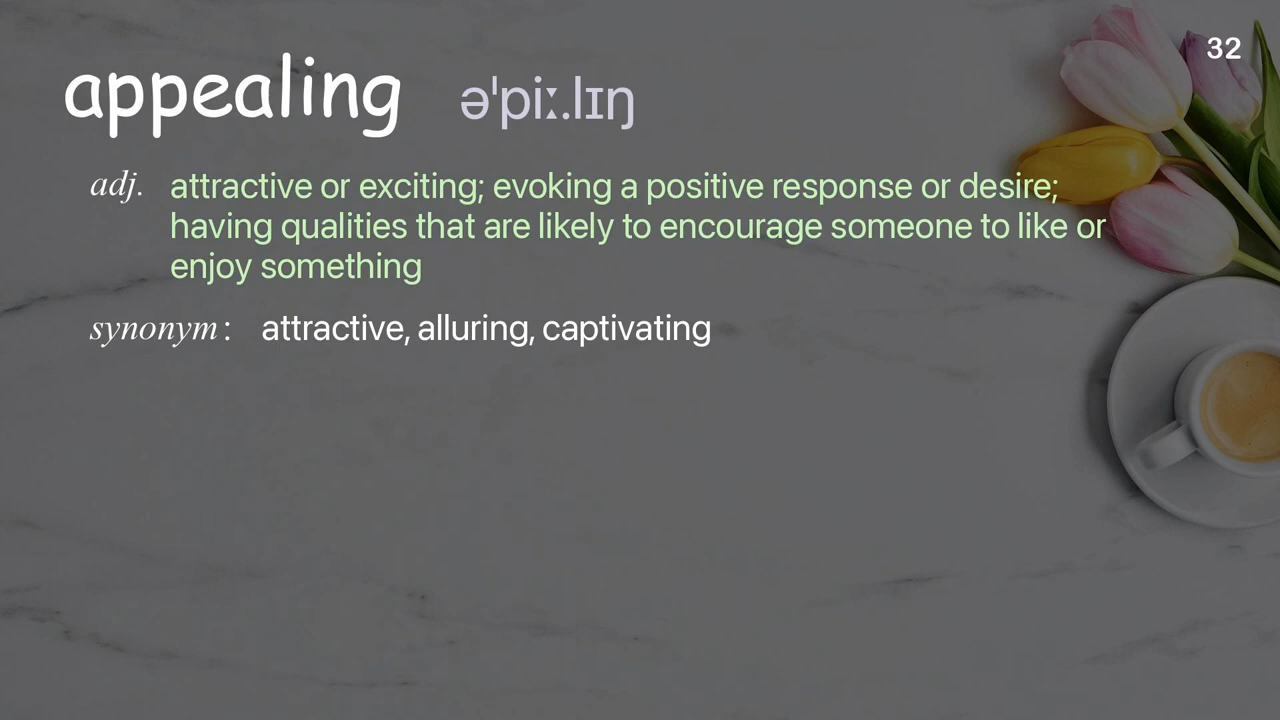 32
appealing əˈpiː.lɪŋ
adj. attractive or exciting; evoking a positive response or desire;
having qualities that are likely to encourage someone to like or
enjoy something
synonym: attractive, alluring, captivating